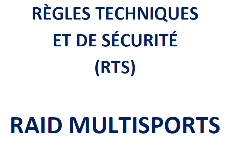 RÈGLES TECHNIQUES
ET DE SÉCURITÉ
(RTS)
RAID MULTISPORTS